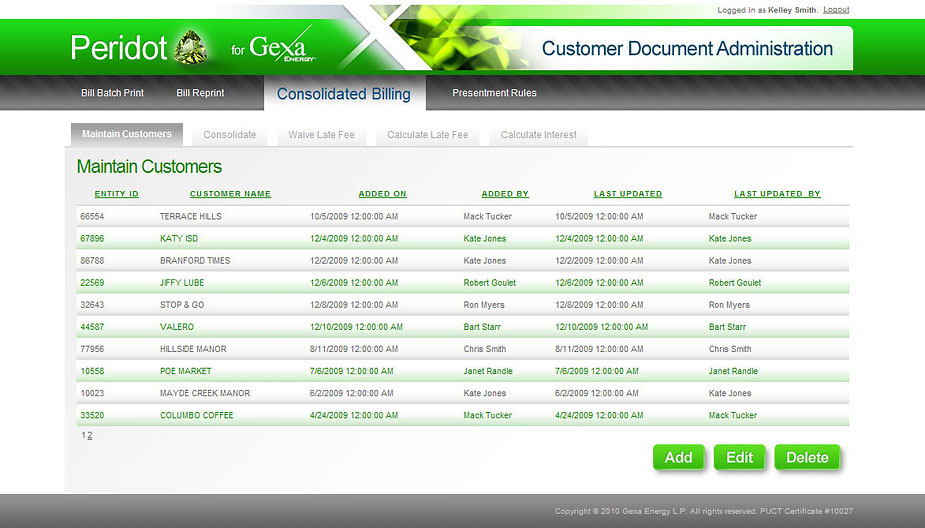 Logged in as Kelley Smith. Logout
Peridot for Gexa ENERGY Customer Document Administration
Bill Batch Print Bill Reprint Consolidated Billing Presentment Rules
Maintain Customers Consolidate Waive Late Fee Calculate Late Fee Calculate Interest
Maintain Customers
ENTITY ID CUSTOMER NAME ADDED ON ADDED BY LAST UPDATED LAST UPDATED BY
66554 TERRACE HILLS 10/5/2009 12:00:00 AM Mack Tucker 10/5/2009 12:00:00 AM Mack Tucker
67896 KATY ISD 12/4/2009 12:00:00 AM Kate Jones 12/4/2009 12:00:00 AM Kate Jones
86788 BRANFORD TIMES 12/2/2009 12:00:00 AM Kate Jones 12/2/2009 12:00:00 AM Kate Jones
22569 JIFFY LUBE 12/6/2009 12:00:00 AM Robert Goulet 12/6/2009 12:00:00 AM Robert Goulet
32643 STOP & GO 12/8/2009 12:00:00 AM Ron Myers 12/8/2009 12:00:00 AM Ron Myers
44587 VALERO 12/10/2009 12:00:00 AM Bart Starr 12/10/2009 12:00:00 AM Bart Starr
77956 HILLSIDE MANOR 8/11/2009 12:00:00 AM Chris Smith 8/11/2009 12:00:00 AM Chris Smith
10558 POE MARKET 7/6/2009 12:00:00 AM Janet Randle 7/6/2009 12:00:00 AM Janet Randle
10023 MAYDE CREEK MANOR 6/2/2009 12:00:00 AM Kate Jones 6/2/2009 12:00:00 AM Kate Jones
33520 COLUMBO COFFEE 4/24/2009 12:00:00 AM Mack Tucker 4/24/2009 12:00:00 AM Mack Tucker
1 2
Add Edit Delete
Copyright © 2010 Gexa Energy L.P. All rights reserved. PUCT Certificate #10027